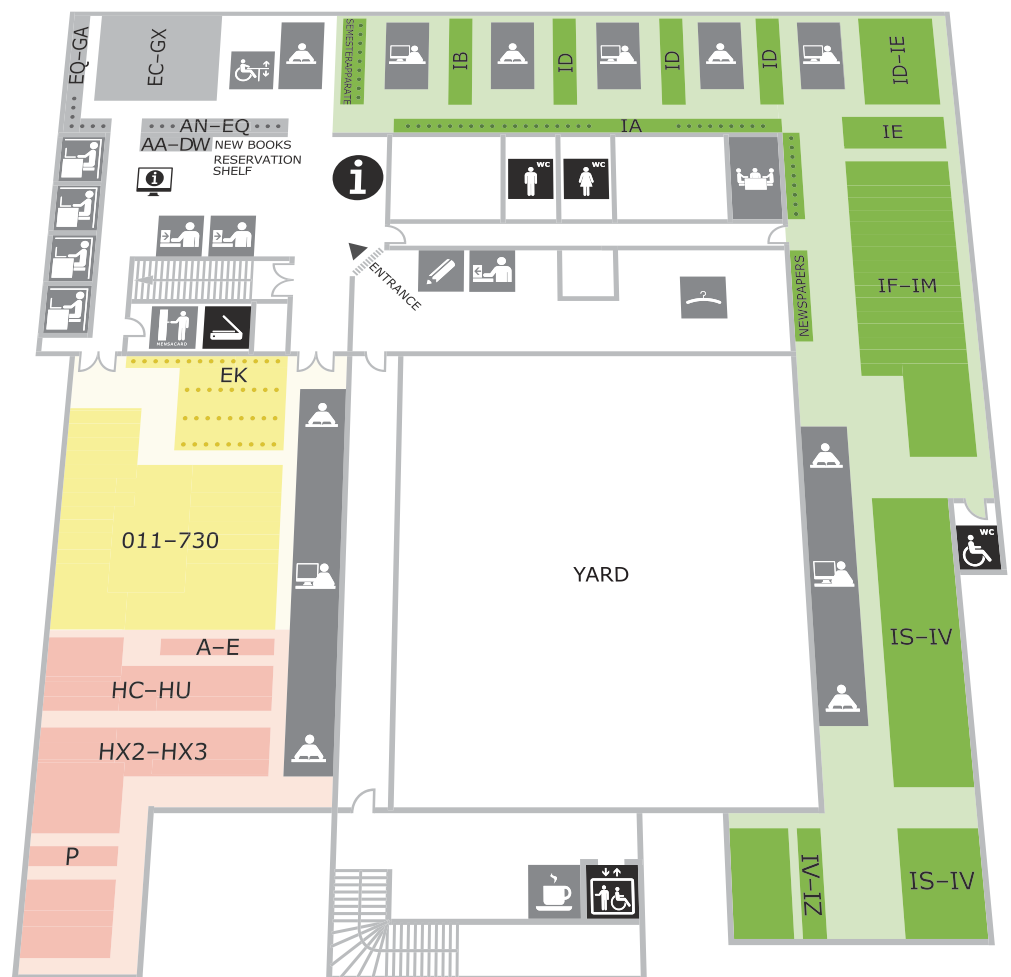 EQ–GA
EC–GX
SEMESTERAPPARATE
IB
ID
ID
ID
ID–IE
AN–EQ
IA
IE
AA–DW
NEW BOOKS
RESERVATION
SHELF
WC
WC
ENTRANCE
NEWSPAPERS
IF–IM
MENSACARD
EK
011–730
YARD
WC
A–E
IS–IV
HC–HU
HX2–HX3
P
IV–IZ
IS–IV